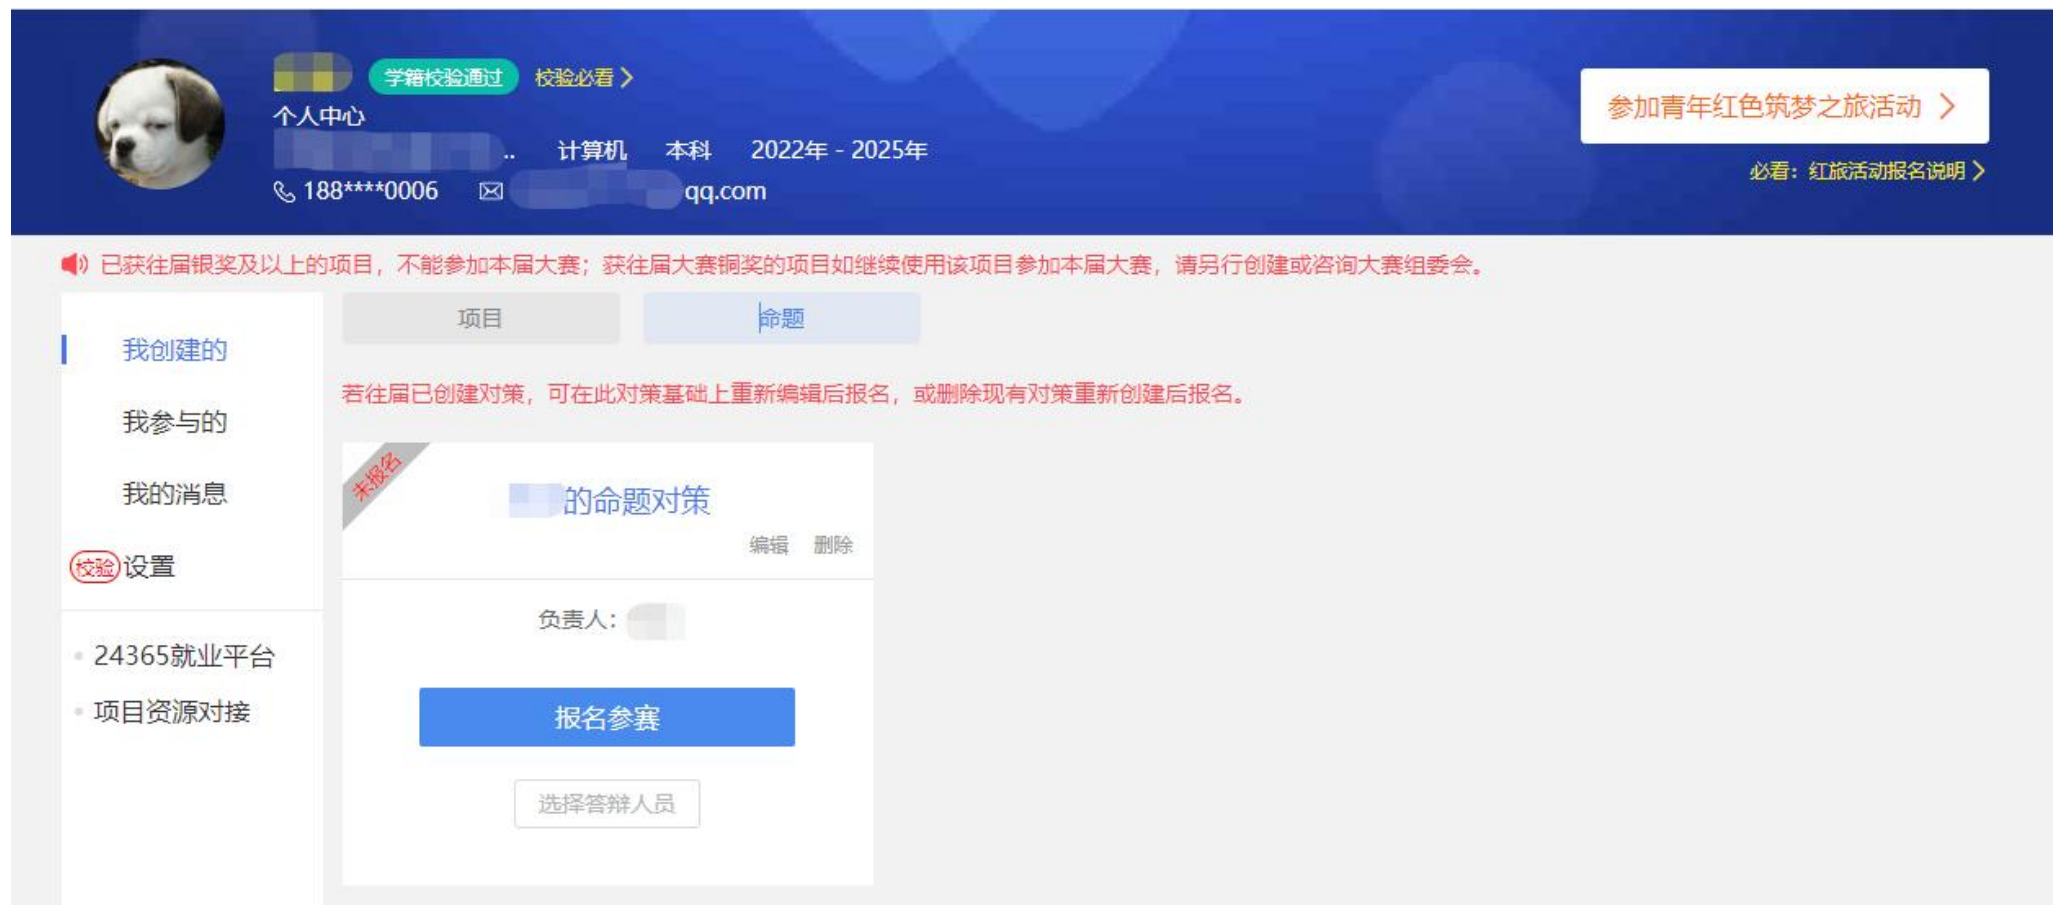 学籍校验通过 校验必看
个人中心
参加青年红色筑梦之旅活动
.. 计算机 本科 2022年 - 2025年
必看：红旅活动报名说明
188****0006 qq.com
已获往届银奖及以上的项目，不能参加本届大赛；获往届大赛铜奖的项目如继续使用该项目参加本届大赛，请另行创建或咨询大赛组委会。
项目 命题
我创建的
若往届已创建对策，可在此对策基础上重新编辑后报名，或删除现有对策重新创建后报名。
我参与的
未报名
我的消息
的命题对策
编辑 删除
校验 设置
负责人：
24365就业平台
项目资源对接
报名参赛
选择答辩人员